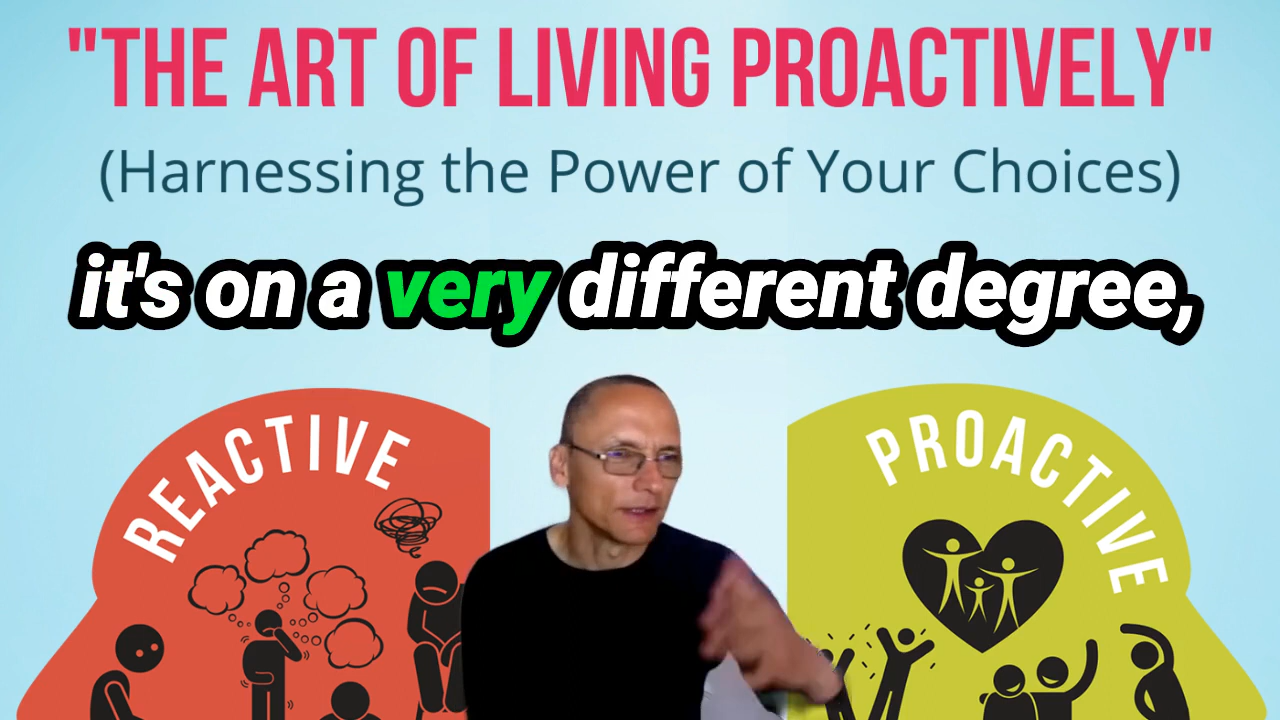 "THE ART OF LIVING PROACTIVELY"
(Harnessing the Power of Your Choices)
it's on a very different degree,
REACTIVE
PROACTIVE